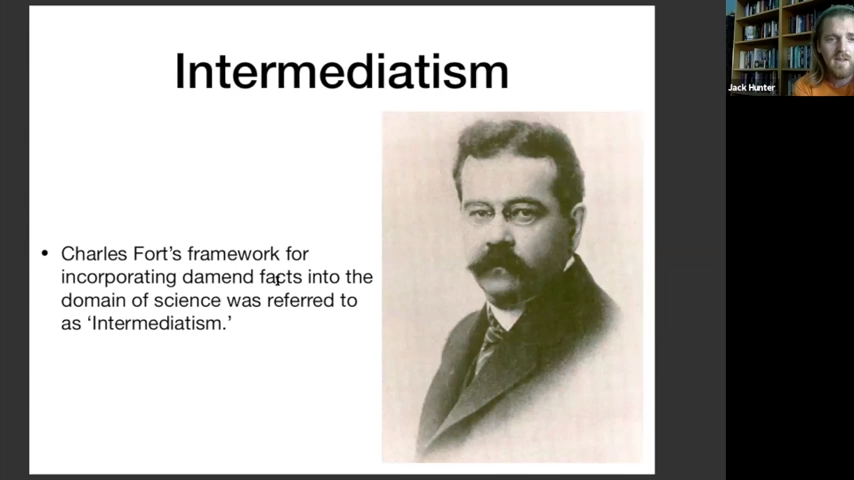 Intermediatism
• Charles Fort's framework for
incorporating damend facts into the
domain of science was referred to
as ‘Intermediatism.’
Jack Hunter